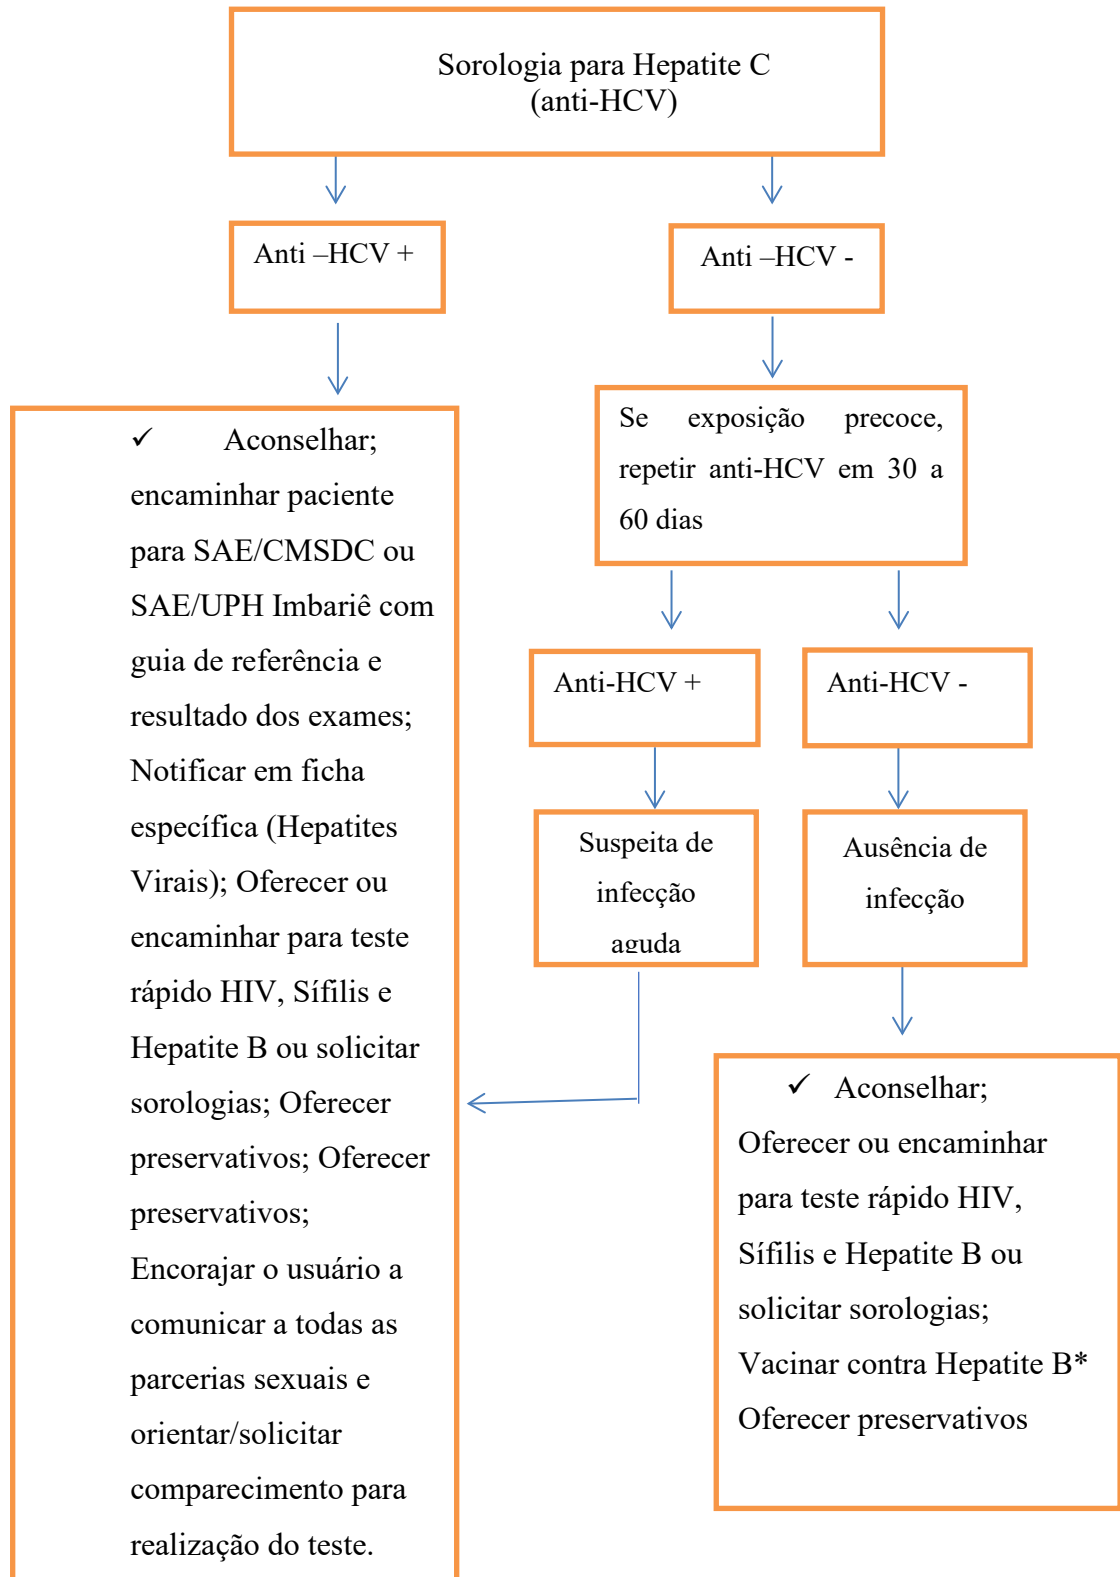 Sorologia para Hepatite C
(anti-HCV)
Anti –HCV +
Anti –HCV -
✓ Aconselhar;
encaminhar paciente
para SAE/CMSDC ou
SAE/UPH Imbariê com
guia de referência e
resultado dos exames;
Notificar em ficha
específica (Hepatites
Virais); Oferecer ou
encaminhar para teste
rápido HIV, Sífilis e
Hepatite B ou solicitar
sorologias; Oferecer
preservativos; Oferecer
preservativos;
Encorajar o usuário a
comunicar a todas as
parcerias sexuais e
orientar/solicitar
comparecimento para
realização do teste.
Se exposição precoce,
repetir anti-HCV em 30 a
60 dias
Anti-HCV +
Anti-HCV -
Suspeita de
infecção
aguda
Ausência de
infecção
✓ Aconselhar;
Oferecer ou encaminhar
para teste rápido HIV,
Sífilis e Hepatite B ou
solicitar sorologias;
Vacinar contra Hepatite B*
Oferecer preservativos